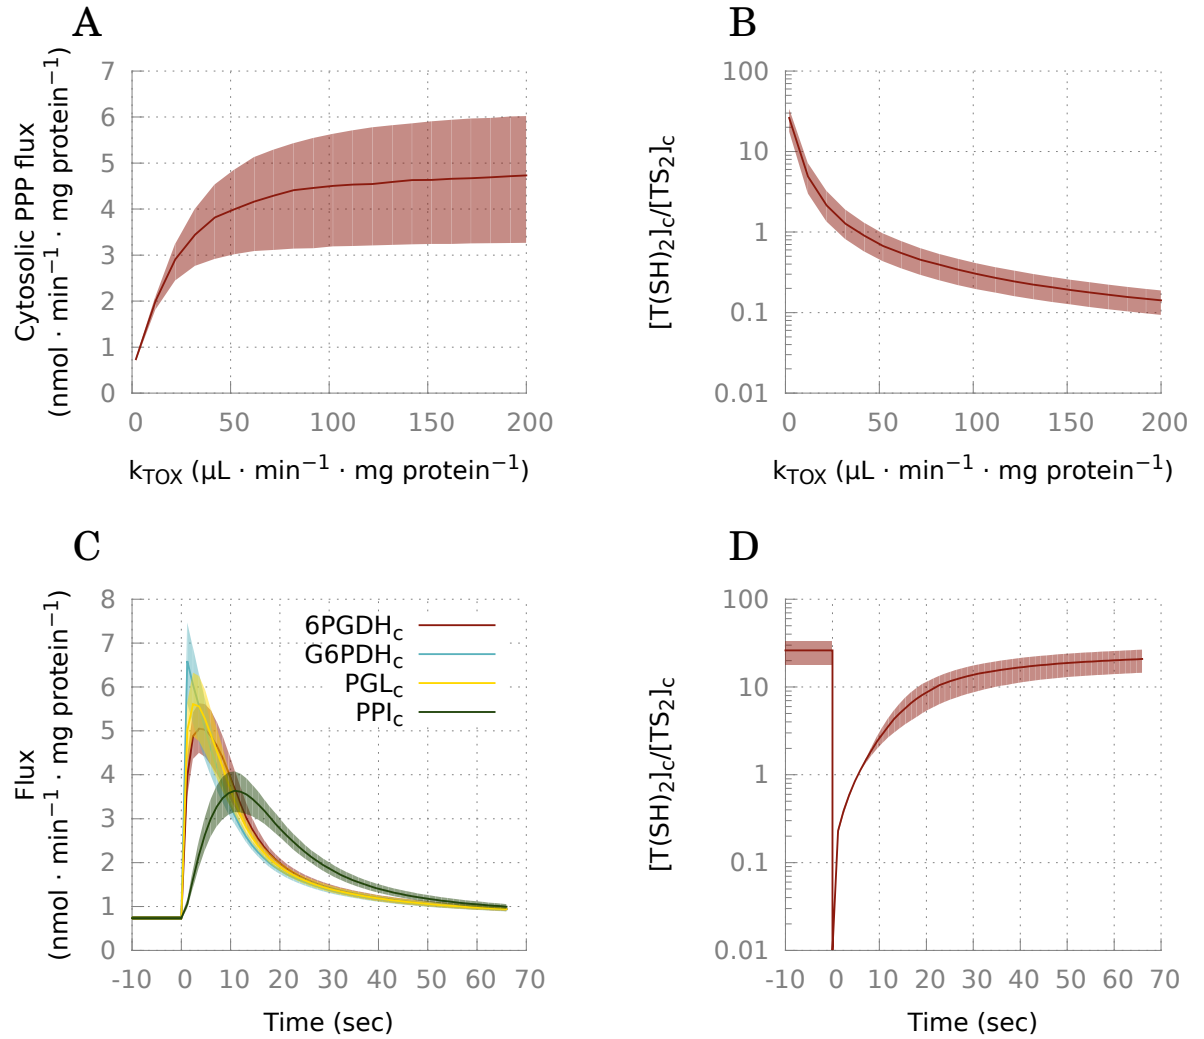 A
Cytosolic PPP flux
(nmol · min⁻¹ · mg protein⁻¹)
7
6
5
4
3
2
1
0
0 50 100 150 200
k_TOX (μL · min⁻¹ · mg protein⁻¹)
B
[T(SH)₂]c/[TS₂]c
100
10
1
0.1
0.01
0 50 100 150 200
k_TOX (μL · min⁻¹ · mg protein⁻¹)
C
Flux
(nmol · min⁻¹ · mg protein⁻¹)
8
7
6
5
4
3
2
1
0
6PGDHc
G6PDHc
PGLc
PPIc
-10 0 10 20 30 40 50 60 70
Time (sec)
D
[T(SH)₂]c/[TS₂]c
100
10
1
0.1
0.01
-10 0 10 20 30 40 50 60 70
Time (sec)